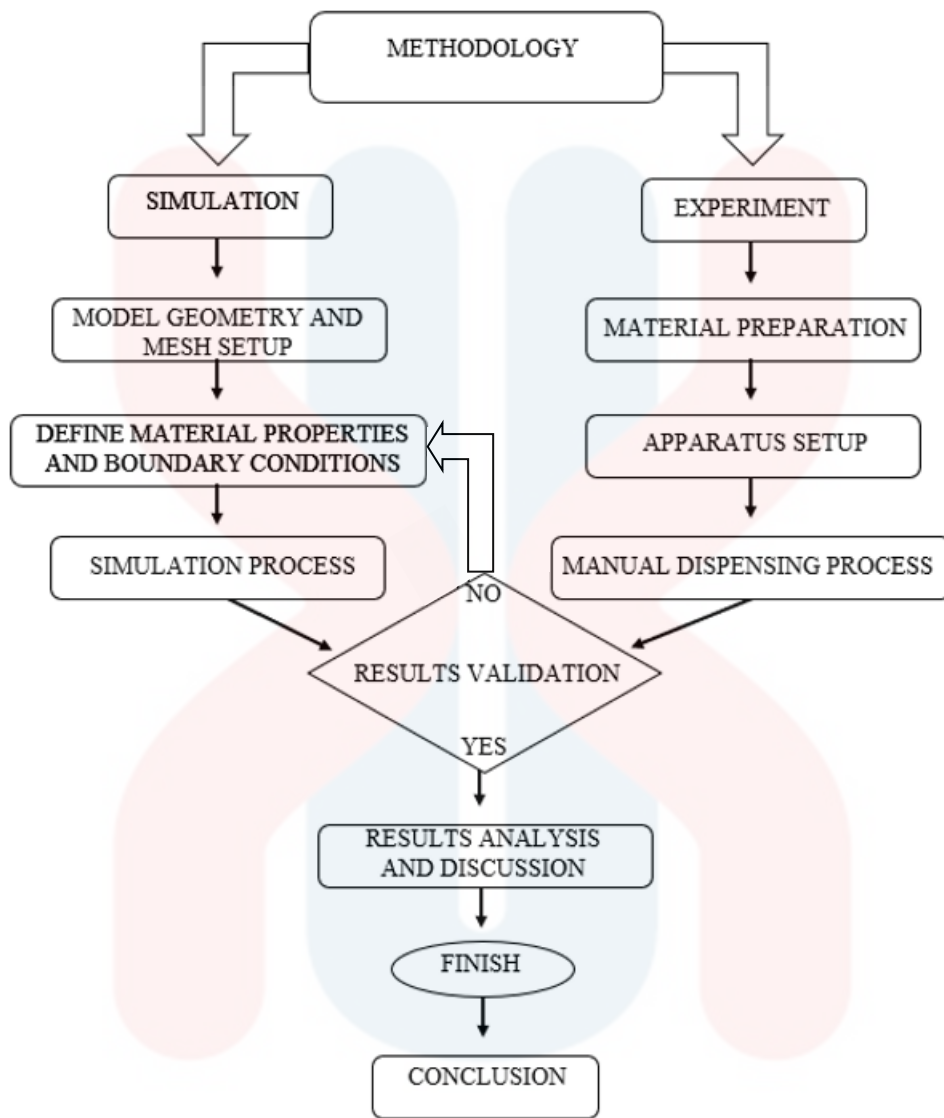 METHODOLOGY
SIMULATION
EXPERIMENT
MODEL GEOMETRY AND
MESH SETUP
MATERIAL PREPARATION
DEFINE MATERIAL PROPERTIES
AND BOUNDARY CONDITIONS
APPARATUS SETUP
SIMULATION PROCESS
MANUAL DISPENSING PROCESS
NO
RESULTS VALIDATION
YES
RESULTS ANALYSIS
AND DISCUSSION
FINISH
CONCLUSION